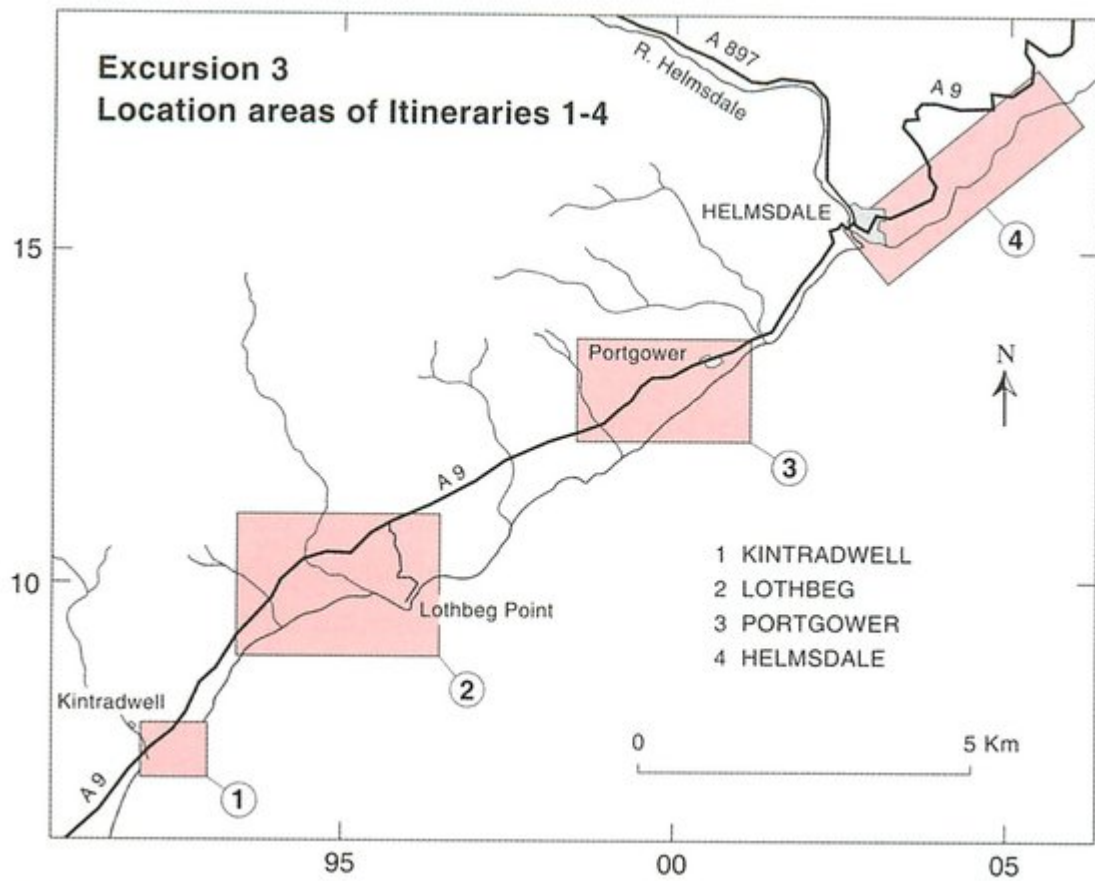 Excursion 3
Location areas of Itineraries 1-4
A 897
R. Helmsdale
A 9
HELMSDALE
4
15
N
Portgower
3
A 9
10
Lothbeg Point
1 KINTRADWELL
2 LOTHBEG
3 PORTGOWER
4 HELMSDALE
2
Kintradwell
0 5 Km
A 9
1
95 00 05